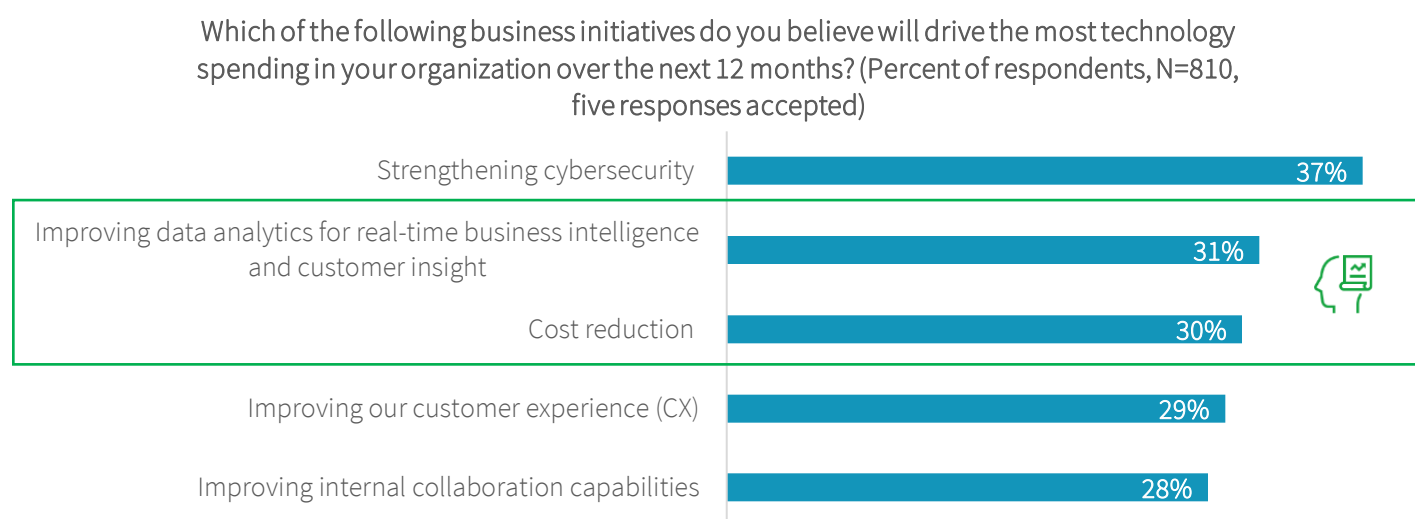 Which of the following business initiatives do you believe will drive the most technology
spending in your organization over the next 12 months? (Percent of respondents, N=810,
five responses accepted)
Strengthening cybersecurity
37%
Improving data analytics for real-time business intelligence
and customer insight
31%
Cost reduction
30%
Improving our customer experience (CX)
29%
Improving internal collaboration capabilities
28%